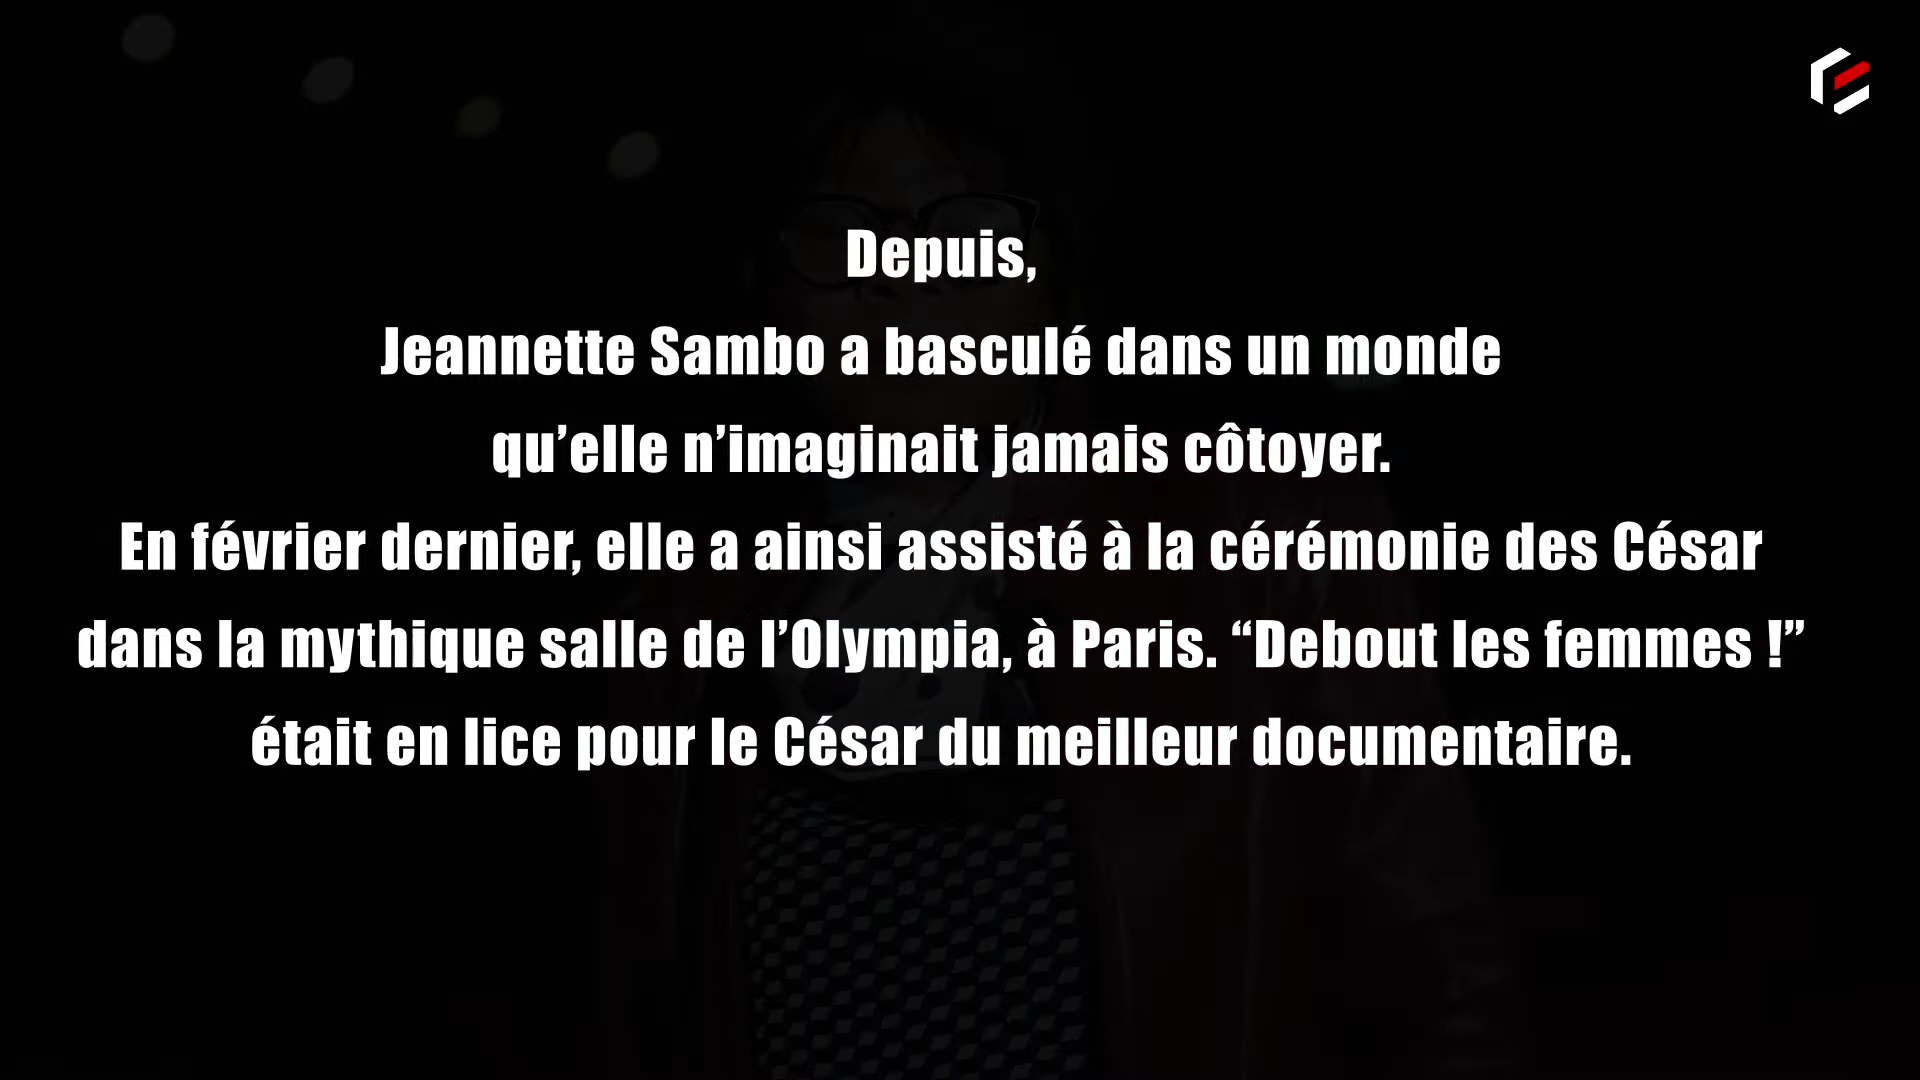 Depuis,
Jeannette Sambo a basculé dans un monde
qu’elle n’imaginait jamais côtoyer.
En février dernier, elle a ainsi assisté à la cérémonie des César
dans la mythique salle de l’Olympia, à Paris. “Debout les femmes !”
était en lice pour le César du meilleur documentaire.